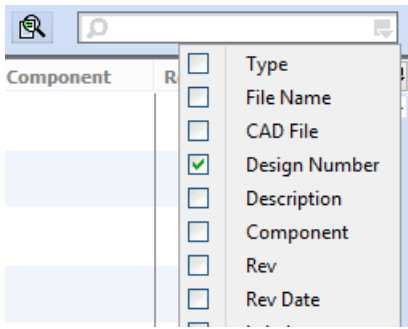 Component
Type
File Name
CAD File
Design Number
Description
Component
Rev
Rev Date